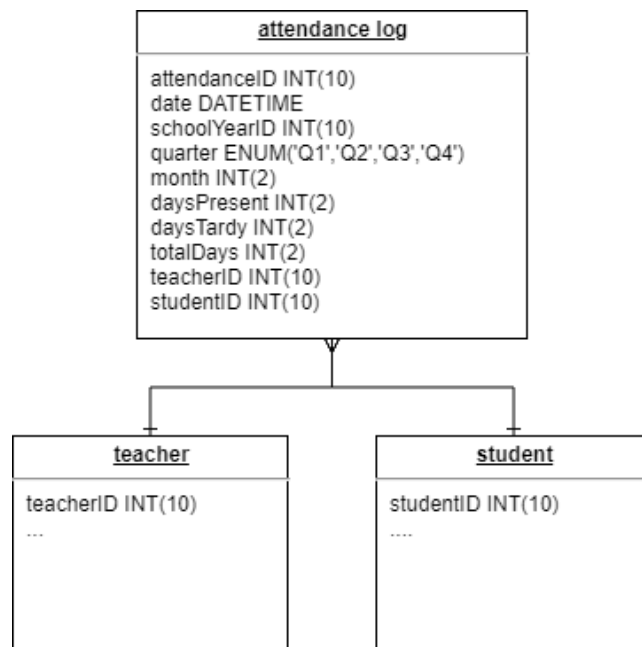 attendance log
attendanceID INT(10)
date DATETIME
schoolYearID INT(10)
quarter ENUM('Q1','Q2','Q3','Q4')
month INT(2)
daysPresent INT(2)
daysTardy INT(2)
totalDays INT(2)
teacherID INT(10)
studentID INT(10)
teacher
teacherID INT(10)
...
student
studentID INT(10)
....